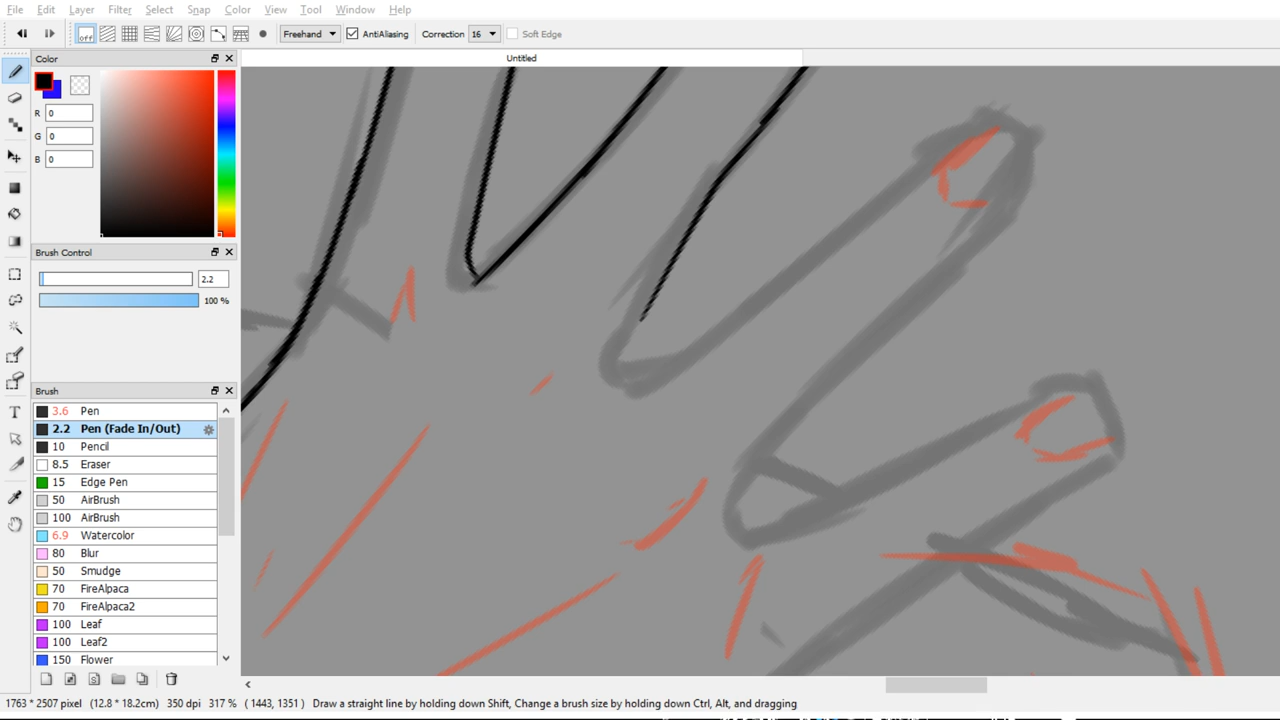 File Edit Layer Filter Select Snap Color View Tool Window Help
off Freehand AntiAliasing Correction 16 Soft Edge
Untitled
Color
R 0
G 0
B 0
Brush Control
2.2
100 %
Brush
3.6 Pen
2.2 Pen (Fade In/Out)
10 Pencil
8.5 Eraser
15 Edge Pen
50 AirBrush
100 AirBrush
6.9 Watercolor
80 Blur
50 Smudge
70 FireAlpaca
70 FireAlpaca2
100 Leaf
100 Leaf2
150 Flower
1763 * 2507 pixel (12.8 * 18.2cm) 350 dpi 317 % ( 1443, 1351 ) Draw a straight line by holding down Shift, Change a brush size by holding down Ctrl, Alt, and dragging